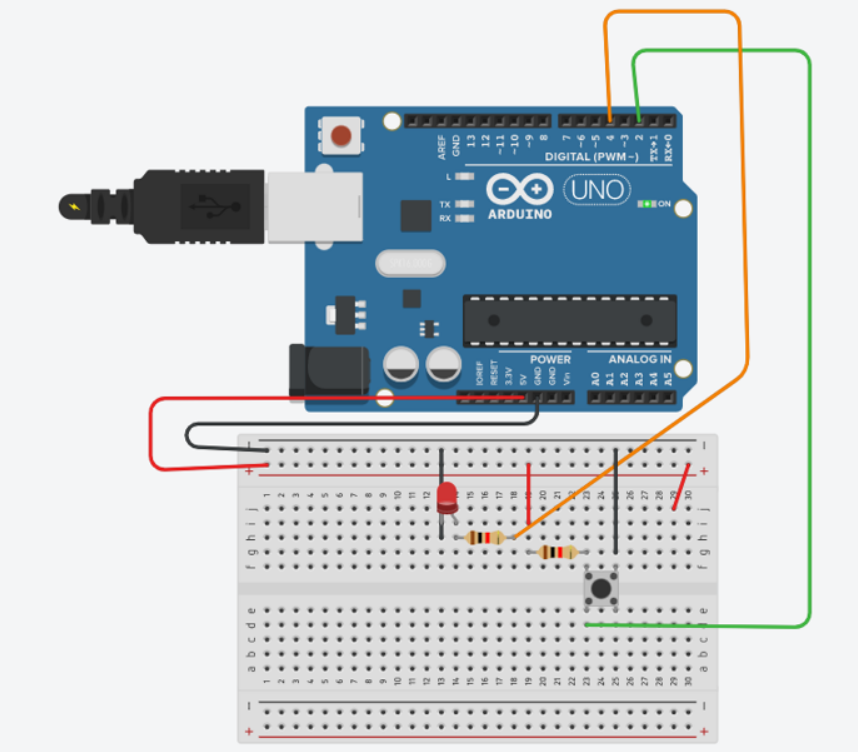 AREF
GND
13
12
~11
~10
~9
8
7
~6
~5
4
~3
2
TX→1
RX←0
DIGITAL (PWM~)
L
TX
RX
ARDUINO
UNO
ON
POWER
ANALOG IN
IOREF
RESET
3.3V
5V
GND
GND
Vin
A0
A1
A2
A3
A4
A5
- -
+ +
1 2 3 4 5 6 7 8 9 10 11 12 13 14 15 16 17 18 20 21 22 23 24 25 26 27 28 29 30
j j
i i
h h
g g
f f
e e
d d
c c
b b
a a
1 2 3 4 5 6 7 8 9 10 11 12 13 14 15 16 17 18 19 20 21 22 23 24 25 26 27 28 29 30
- -
+ +